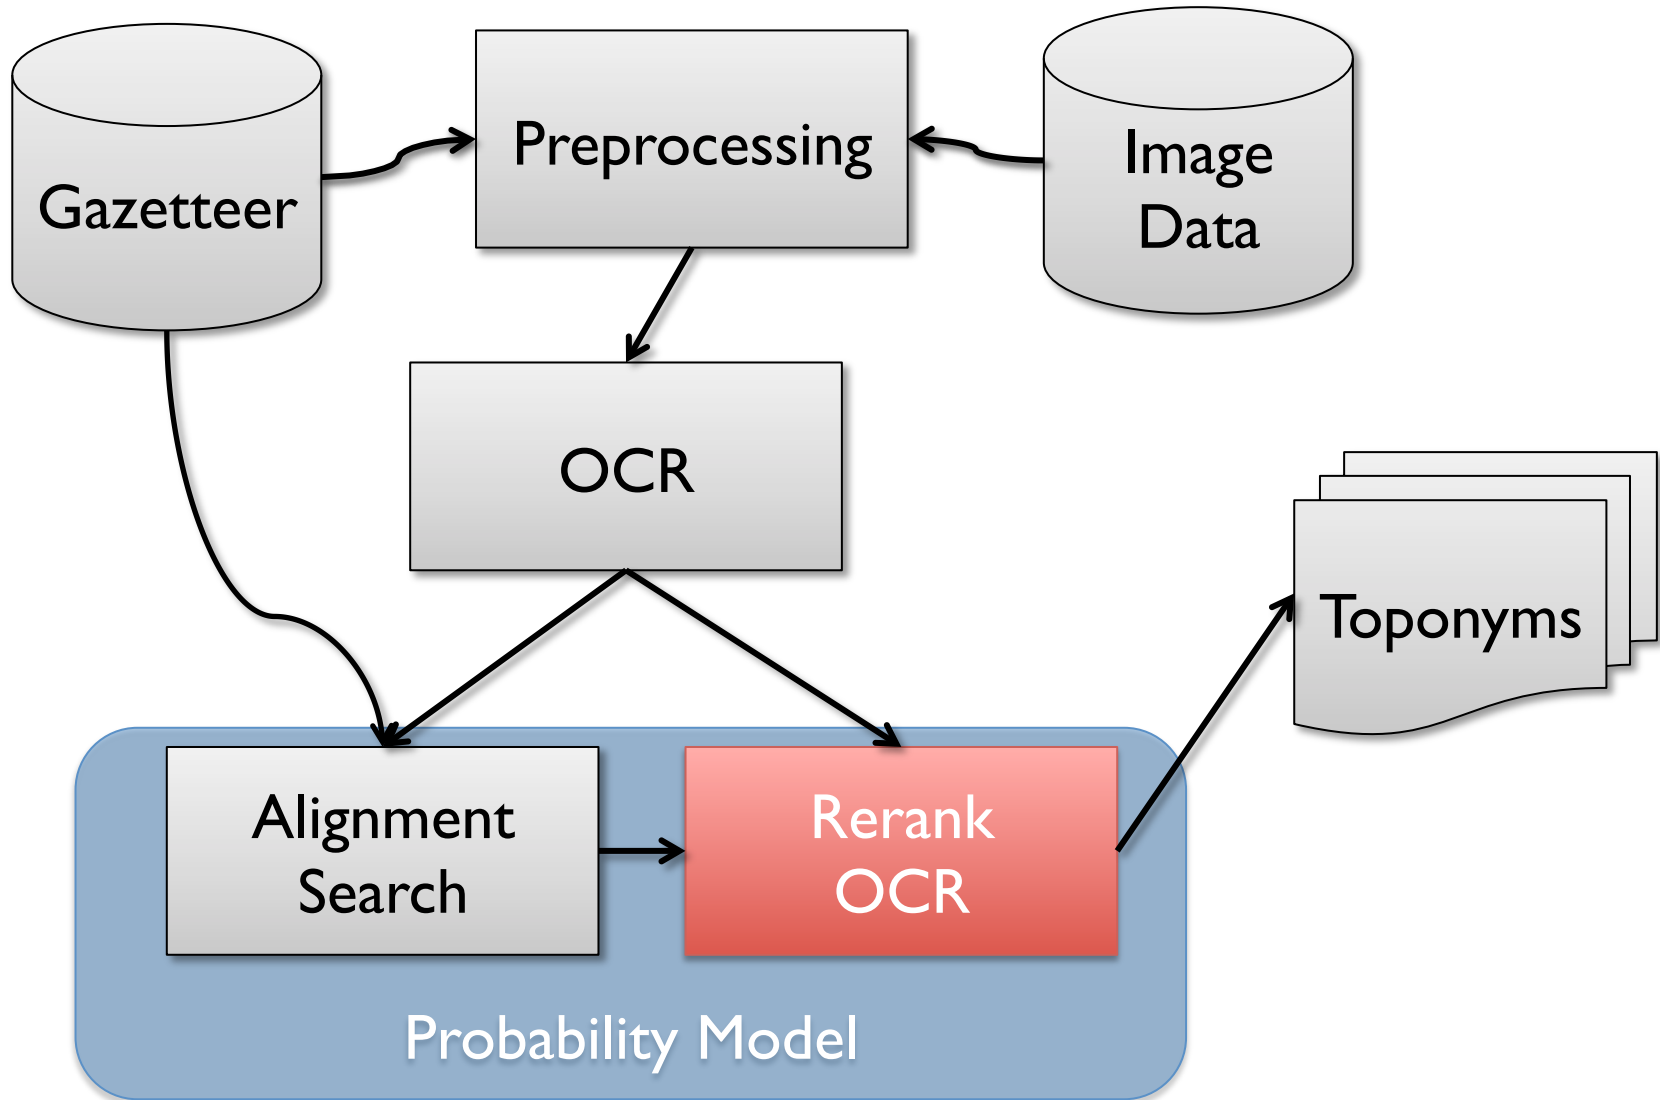 Preprocessing
Image
Data
Gazetteer
OCR
Toponyms
Alignment
Search
Rerank
OCR
Probability Model